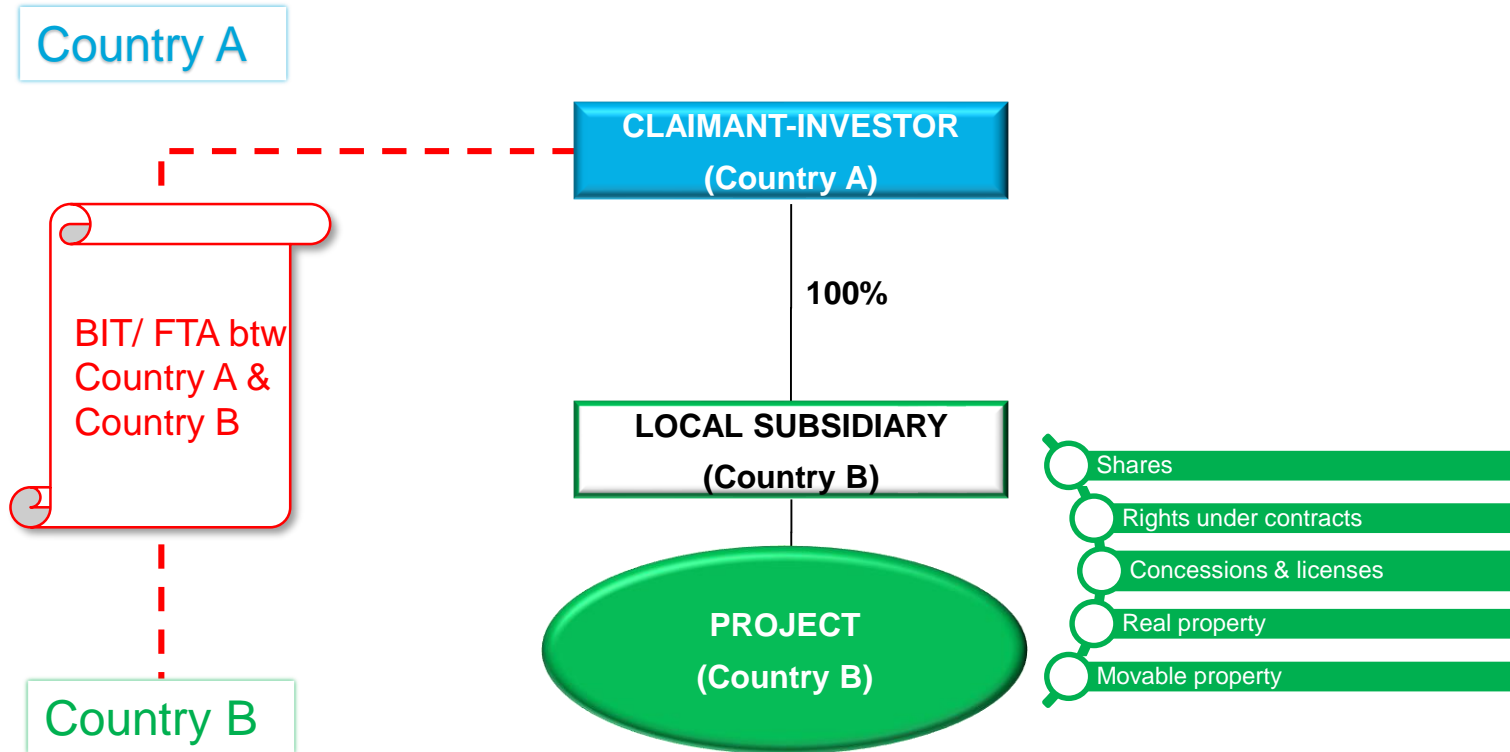 Country A
CLAIMANT-INVESTOR
(Country A)
100%
BIT/ FTA btw
Country A &
Country B
LOCAL SUBSIDIARY
(Country B)
Shares
Rights under contracts
Concessions & licenses
Real property
Movable property
PROJECT
(Country B)
Country B